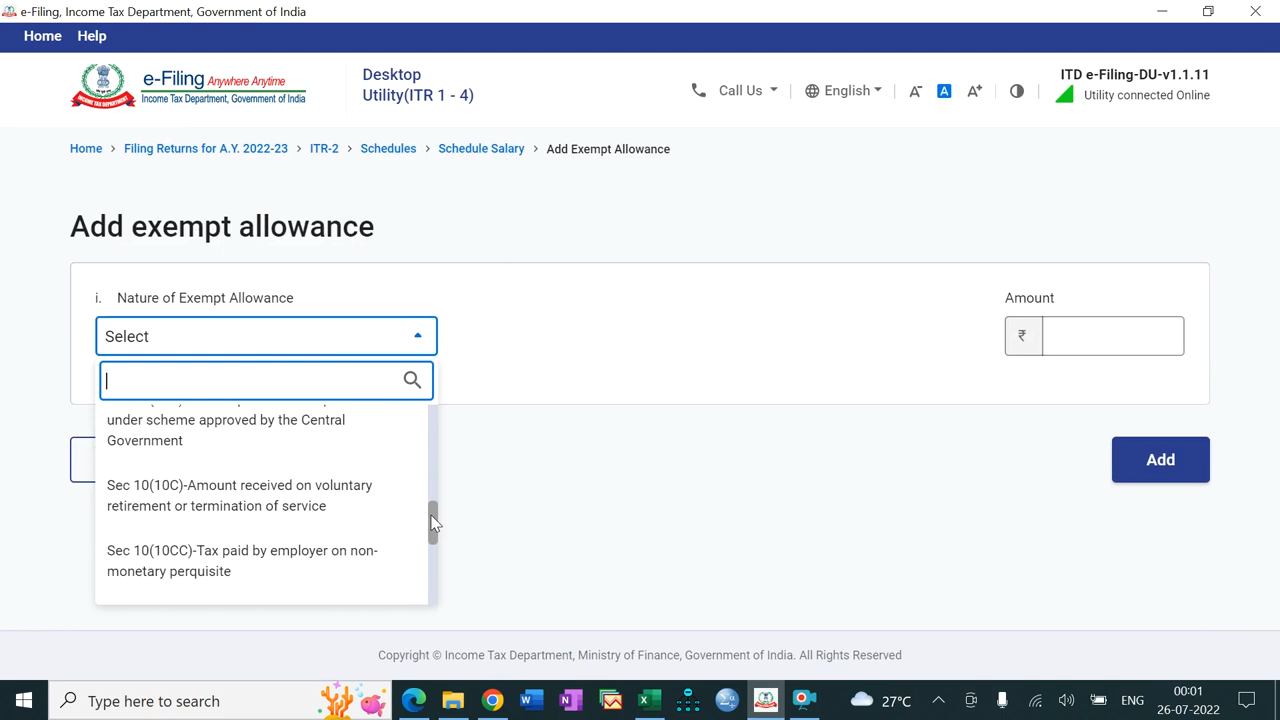 e-Filing, Income Tax Department, Government of India
Home Help
e-Filing Anywhere Anytime
Income Tax Department, Government of India
Desktop
Utility(ITR 1 - 4)
Call Us English A- A A+
ITD e-Filing-DU-v1.1.11
Utility connected Online
Home > Filing Returns for A.Y. 2022-23 > ITR-2 > Schedules > Schedule Salary > Add Exempt Allowance
Add exempt allowance
i. Nature of Exempt Allowance Amount
Select ₹
under scheme approved by the Central
Government
Add
Sec 10(10C)-Amount received on voluntary
retirement or termination of service
Sec 10(10CC)-Tax paid by employer on non-
monetary perquisite
Copyright © Income Tax Department, Ministry of Finance, Government of India. All Rights Reserved
Type here to search
27°C ENG
00:01
26-07-2022